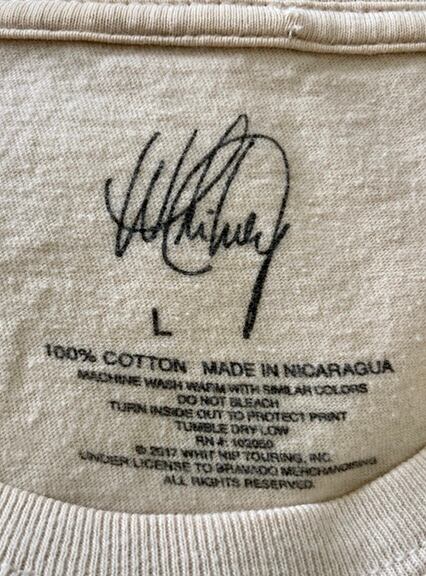 Whitney
L
100% COTTON MADE IN NICARAGUA
MACHINE WASH WARM WITH SIMILAR COLORS
DO NOT BLEACH
TURN INSIDE OUT TO PROTECT PRINT
TUMBLE DRY LOW
RN #: 102050
© 2017 WHIT NIP TOURING, INC.
UNDER LICENSE TO BRAVADO MERCHANDISING
ALL RIGHTS RESERVED.